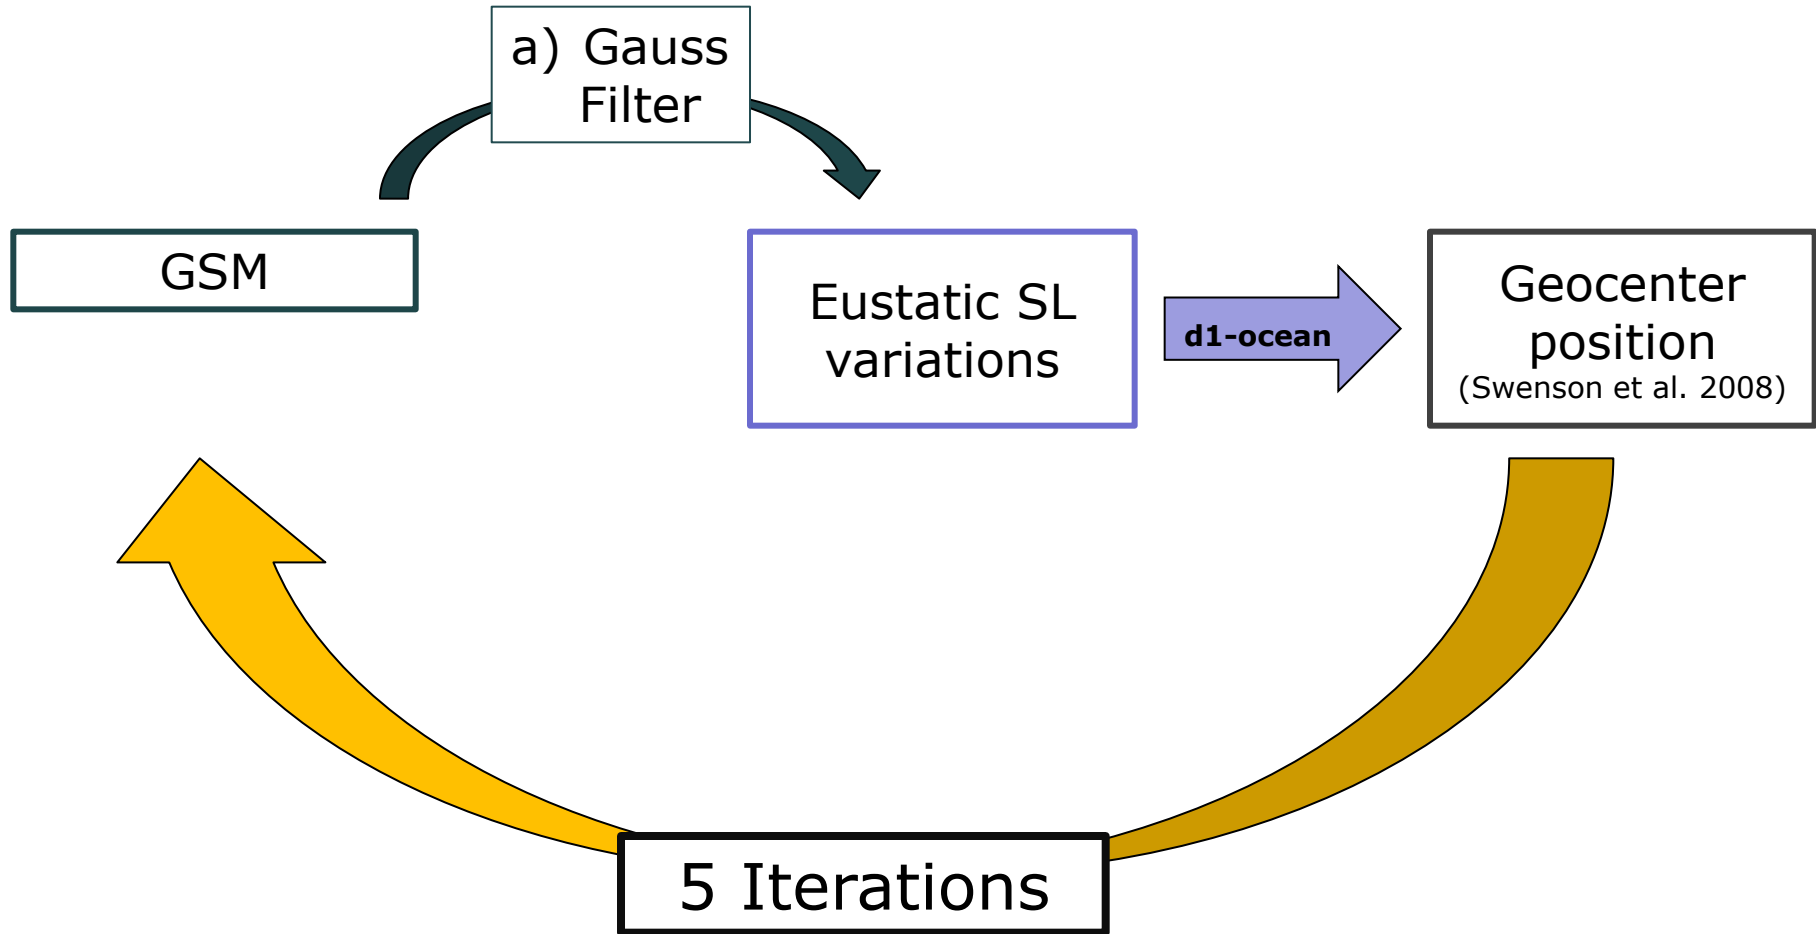 a) Gauss
Filter
GSM
Eustatic SL
variations
d1-ocean
Geocenter
position
(Swenson et al. 2008)
5 Iterations